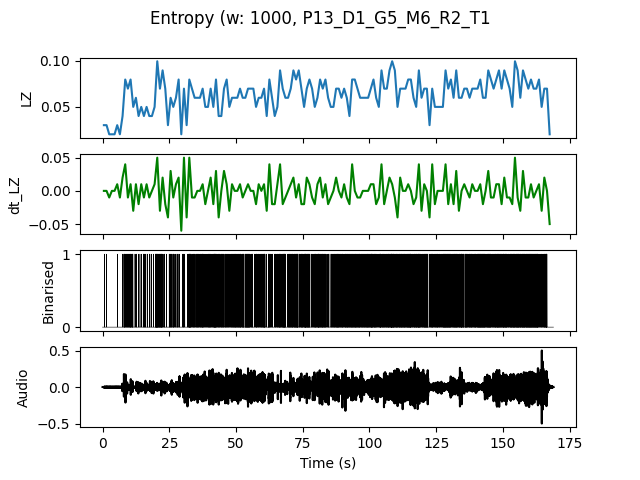 Entropy (w: 1000, P13_D1_G5_M6_R2_T1
LZ
0.10
0.05
dt_LZ
0.05
0.00
−0.05
Binarised
1
0
Audio
0.5
0.0
−0.5
0 25 50 75 100 125 150 175
Time (s)